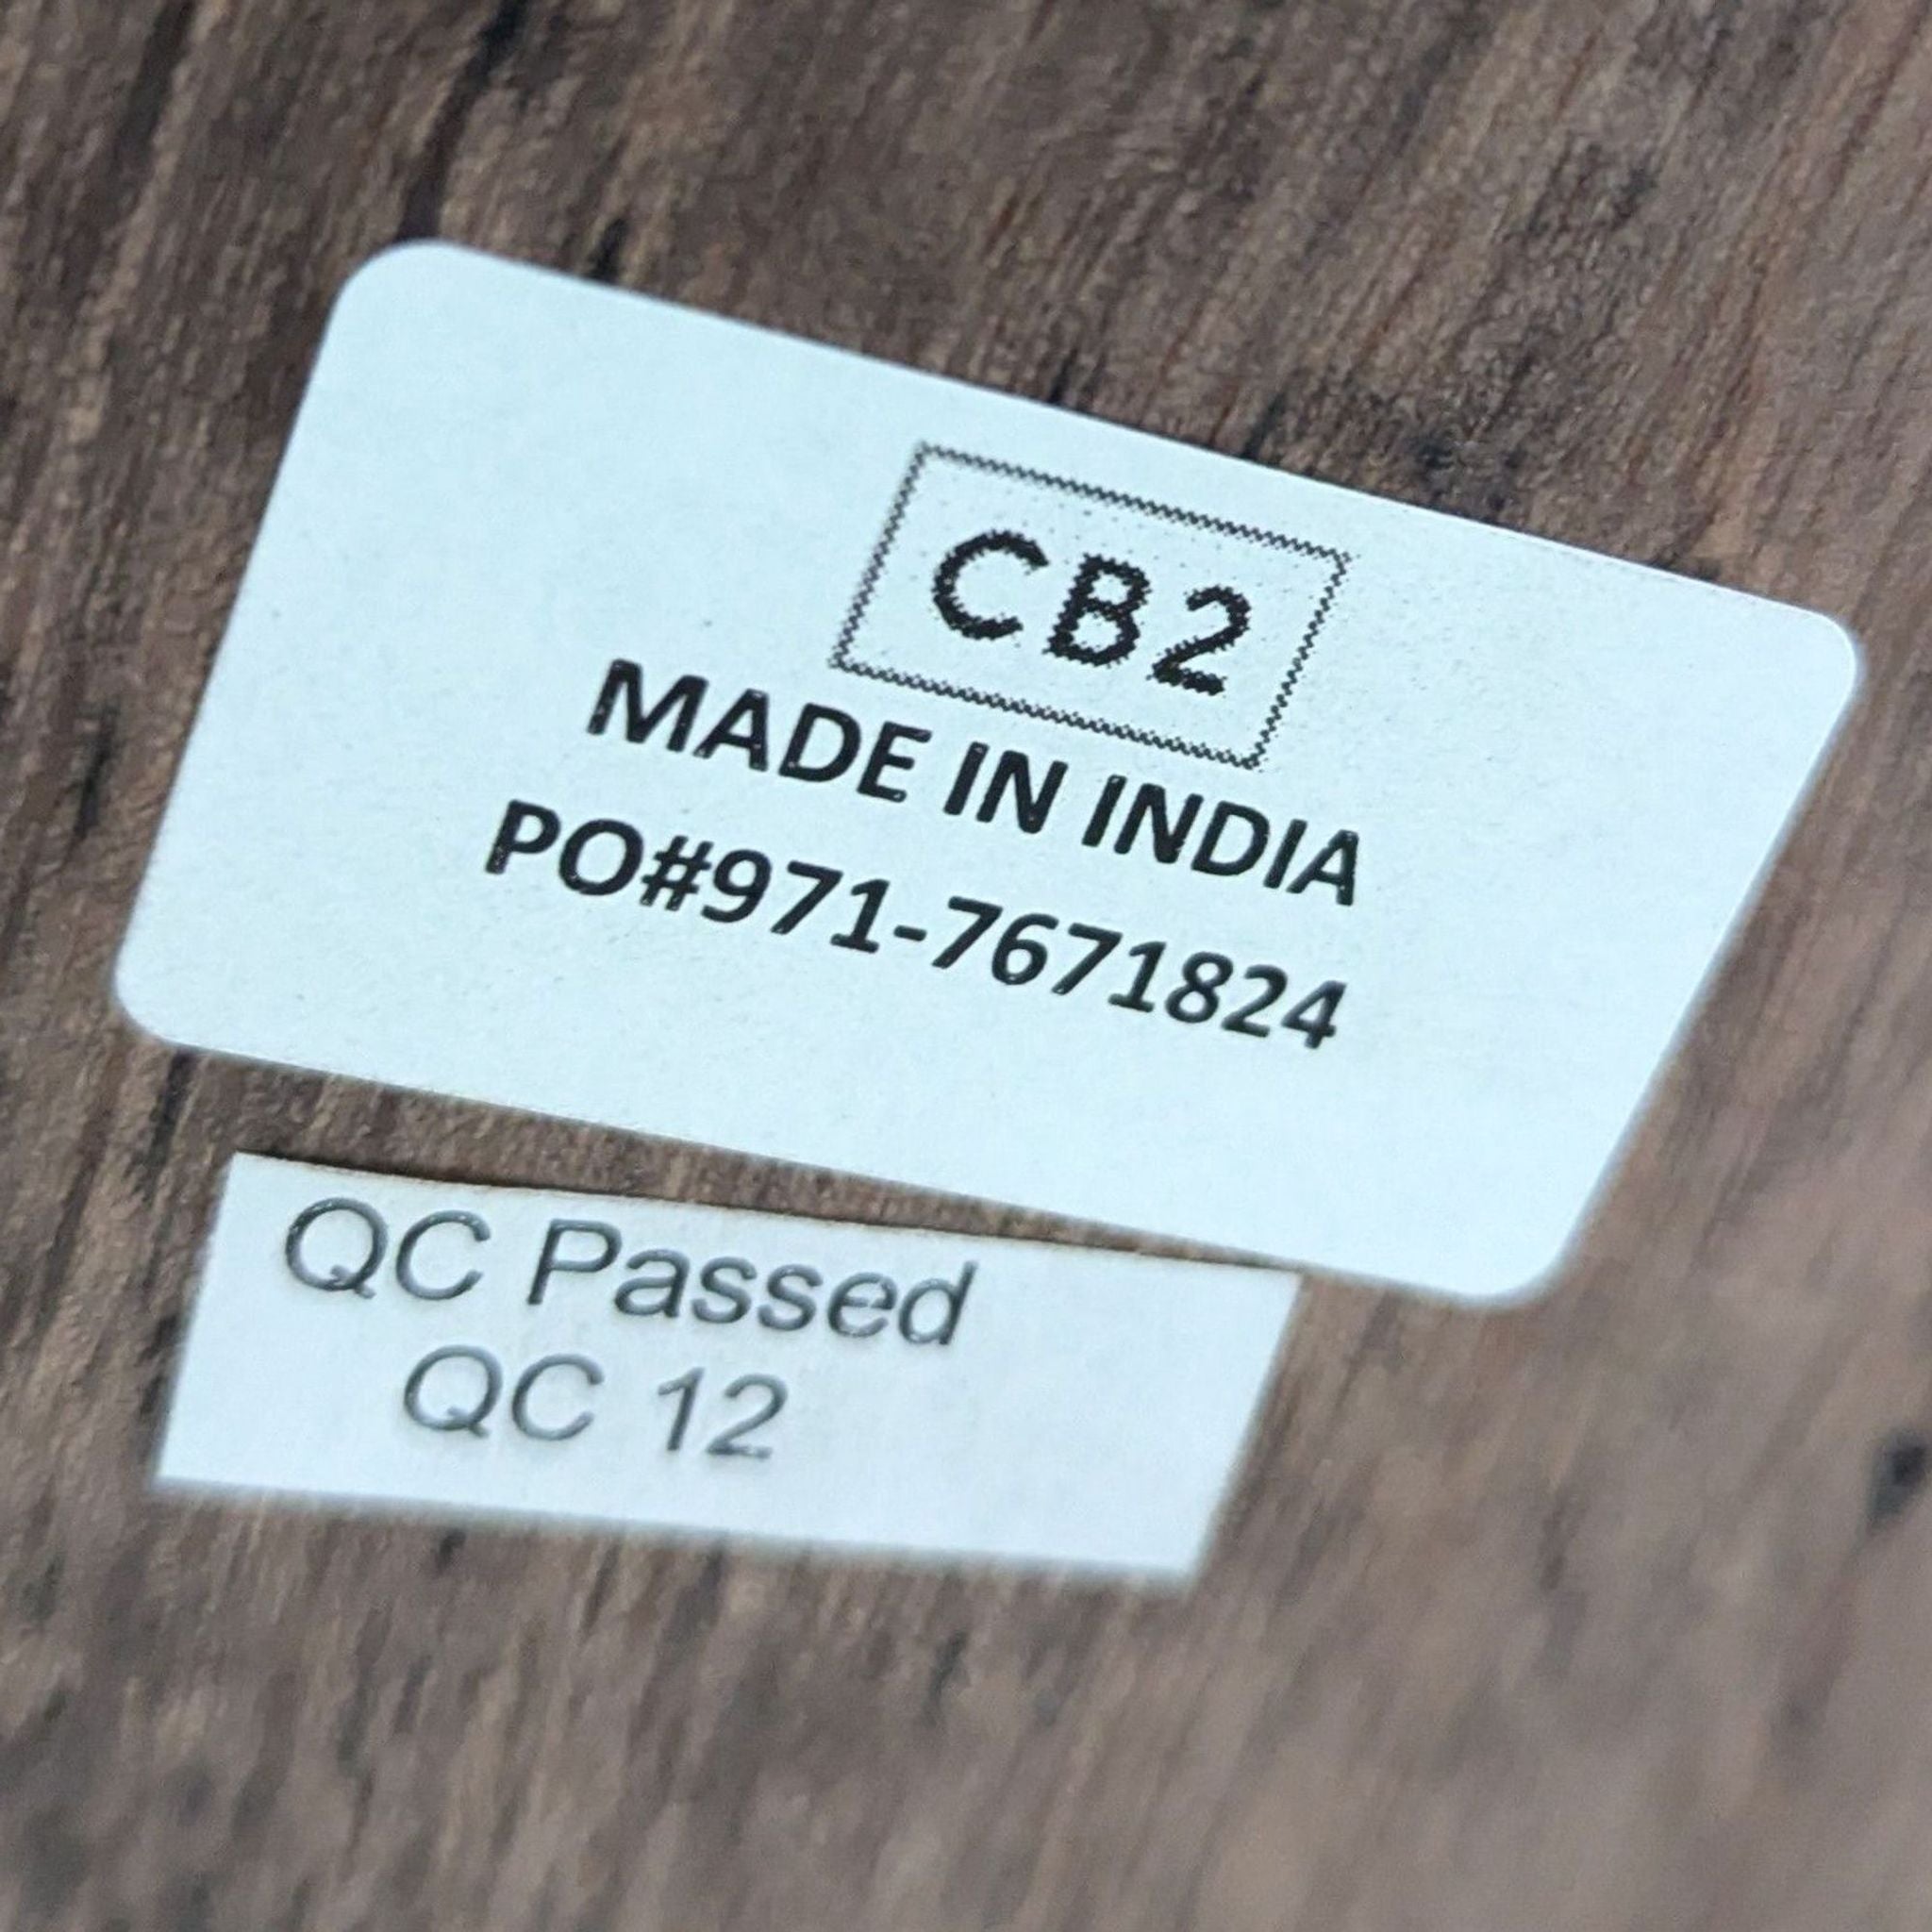 CB2
MADE IN INDIA
PO#971-7671824
QC Passed
QC 12